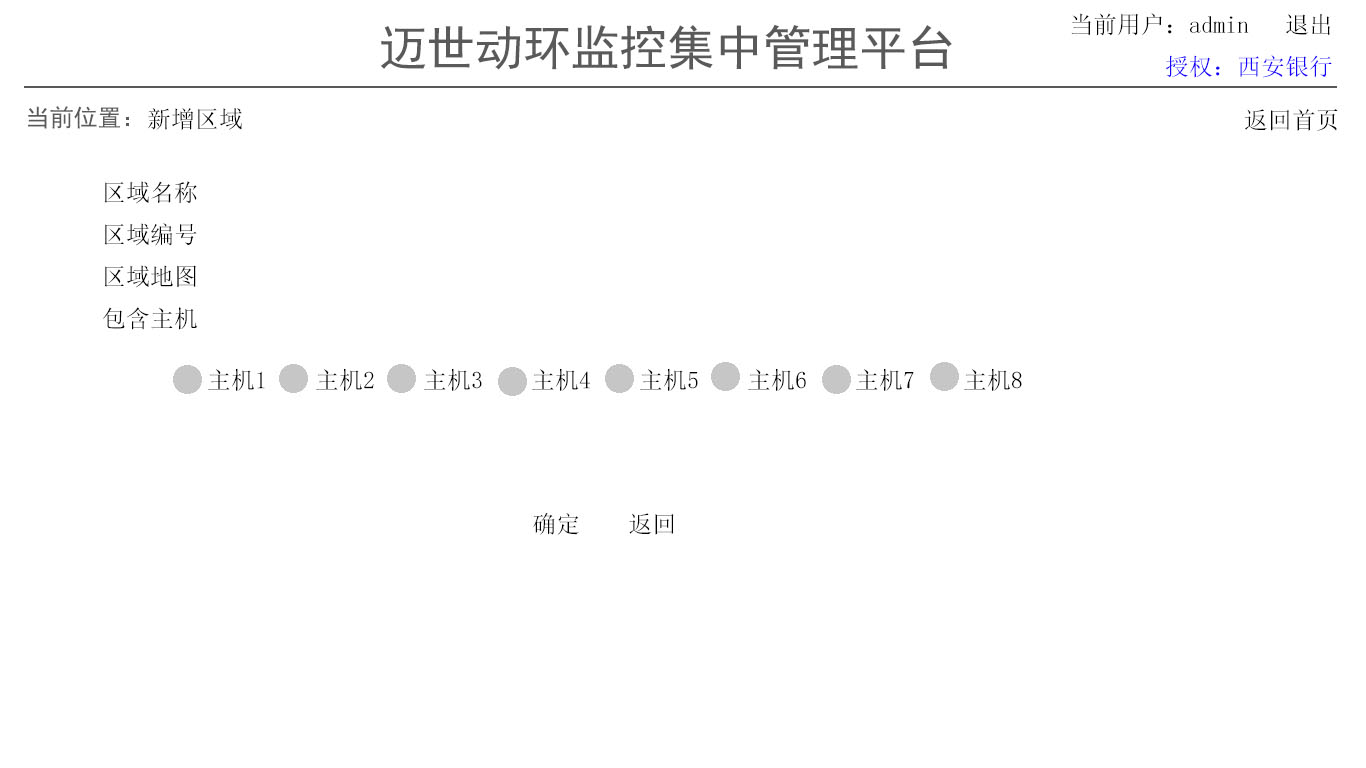 迈世动环监控集中管理平台
当前用户：admin 退出
授权：西安银行
当前位置：新增区域 返回首页
区域名称
区域编号
区域地图
包含主机
主机1 主机2 主机3 主机4 主机5 主机6 主机7 主机8
确定 返回